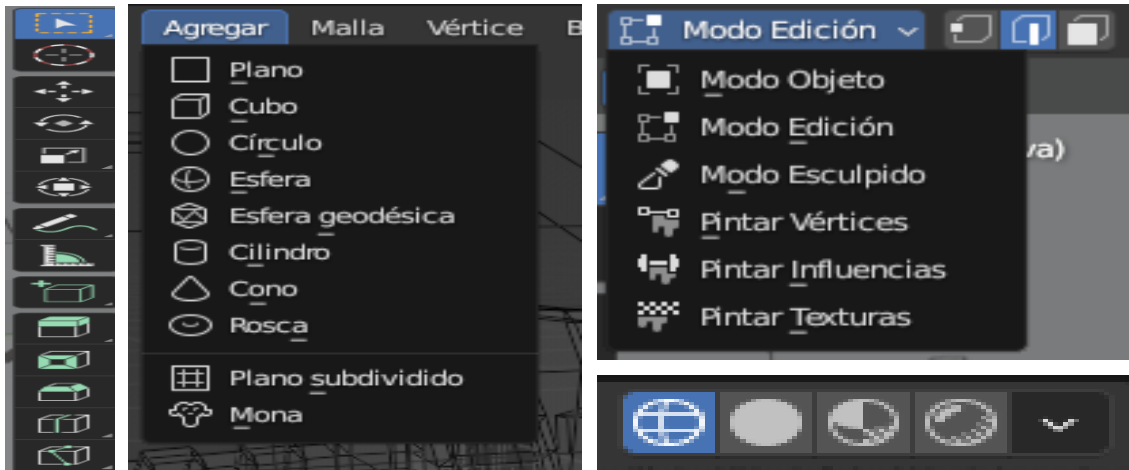 Agregar Malla Vértice B
Plano
Cubo
Círculo
Esfera
Esfera geodésica
Cilindro
Cono
Rosca
Plano subdividido
Mona
Modo Edición
Modo Objeto
Modo Edición
Modo Esculpido
Pintar Vértices
Pintar Influencias
Pintar Texturas
va)